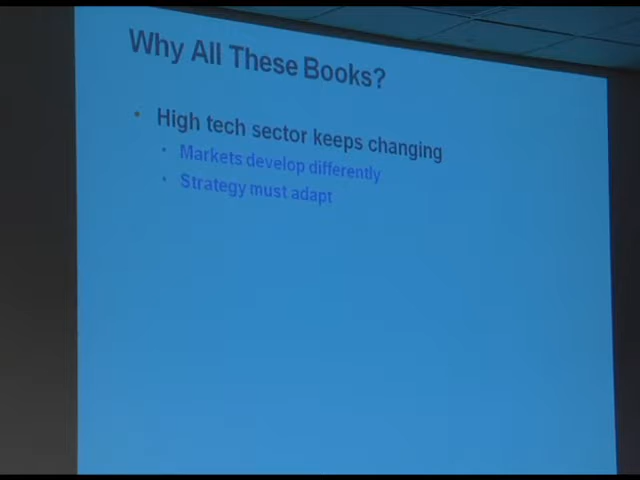 Why All These Books?
• High tech sector keeps changing
• Markets develop differently
• Strategy must adapt